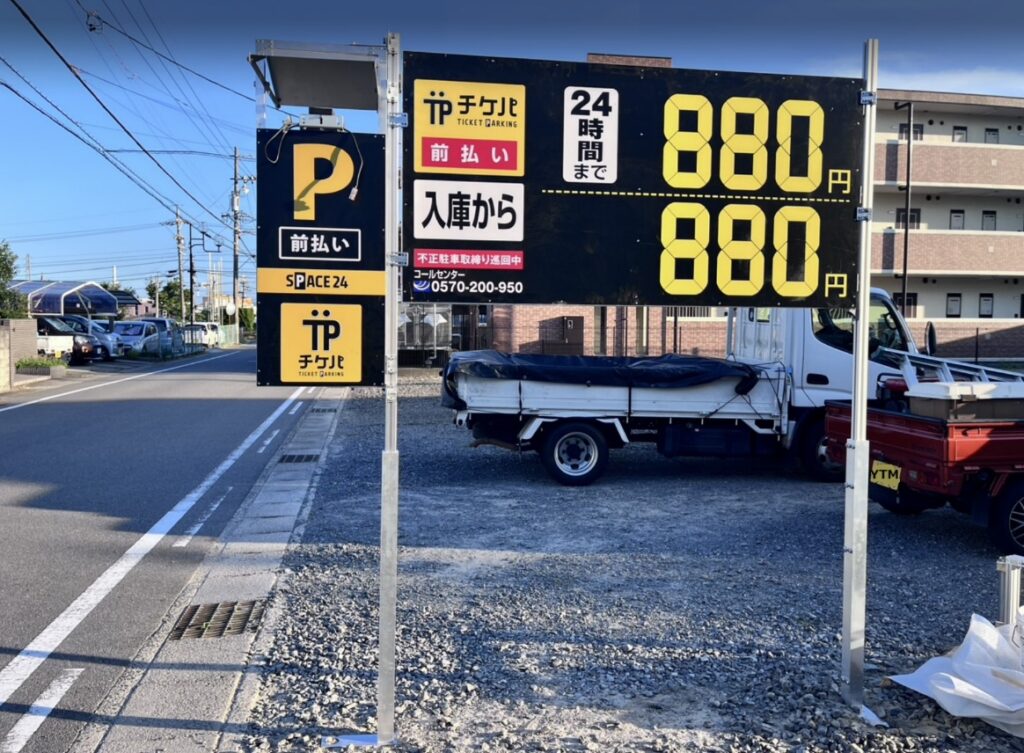 P
前払い
SPACE24
TP
チケパ
TICKET PARKING
TP チケパ
TICKET PARKING
前払い
24時間まで
880円
入庫から
880円
不正駐車取締り巡回中
コールセンター
0570-200-950
YTM